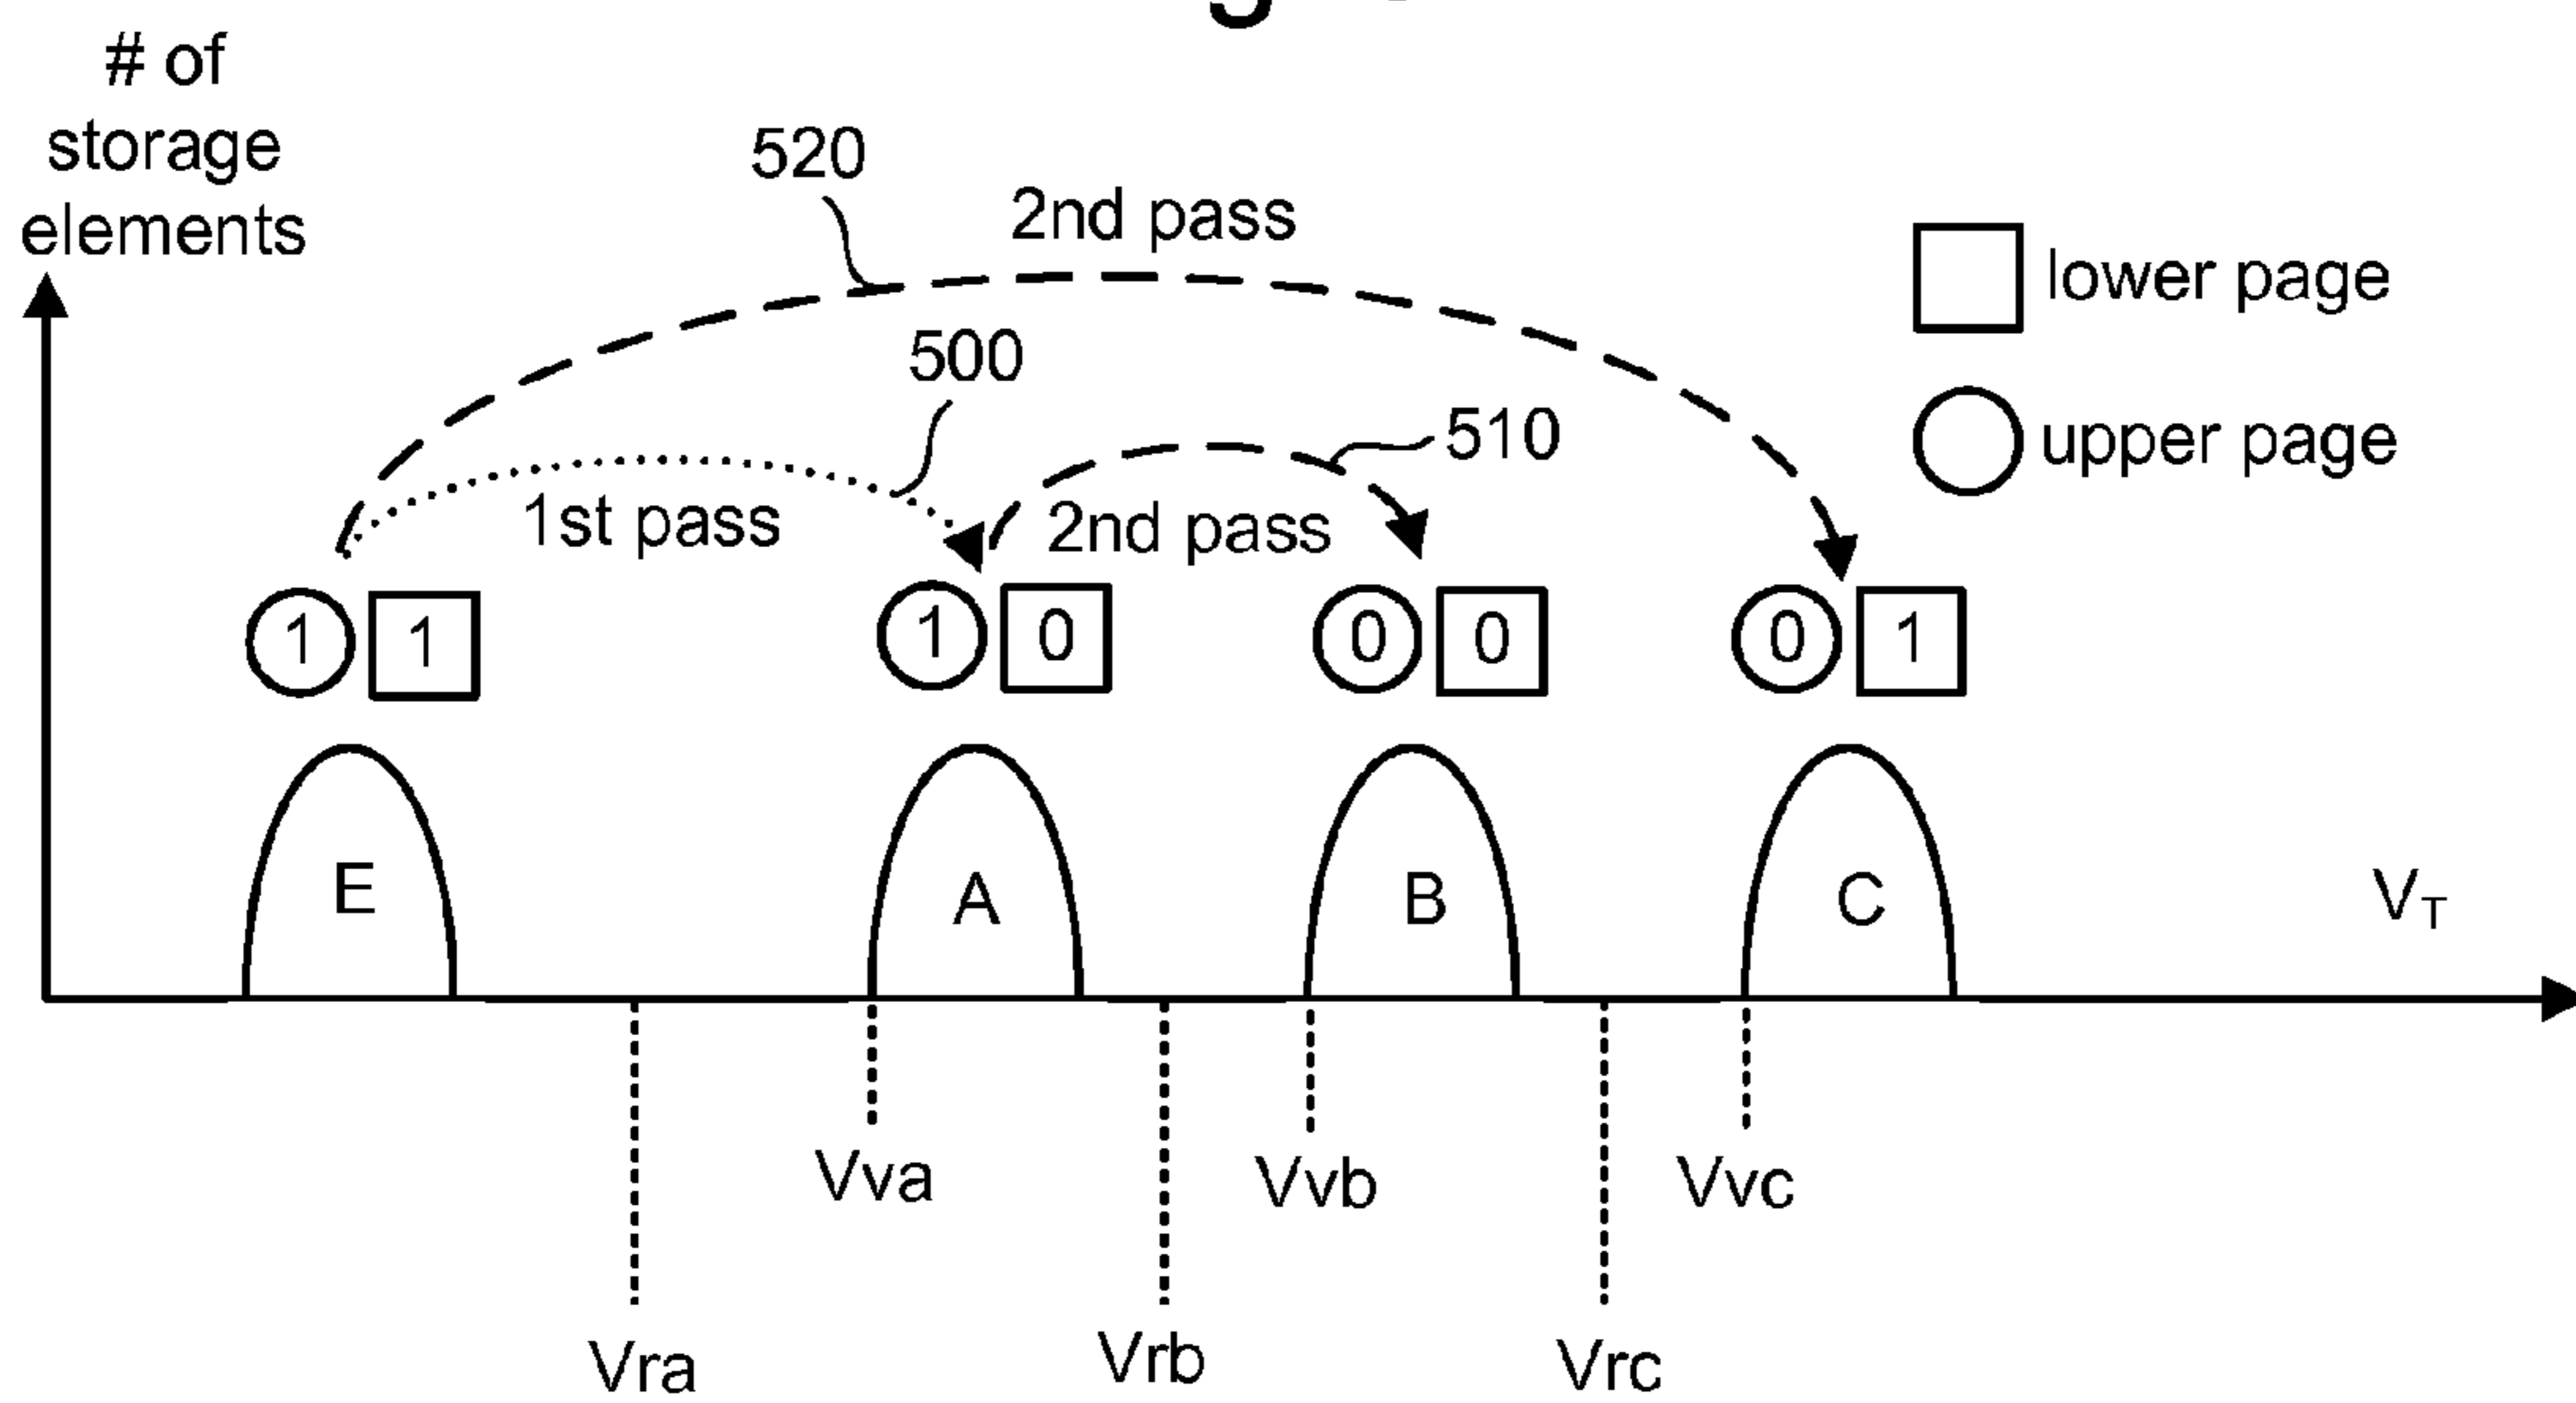 # of
storage
elements
520
2nd pass
lower page
500
510
upper page
1st pass
2nd pass
1 1
1 0
0 0
0 1
E
A
B
C
VT
Vva
Vvb
Vvc
Vra
Vrb
Vrc